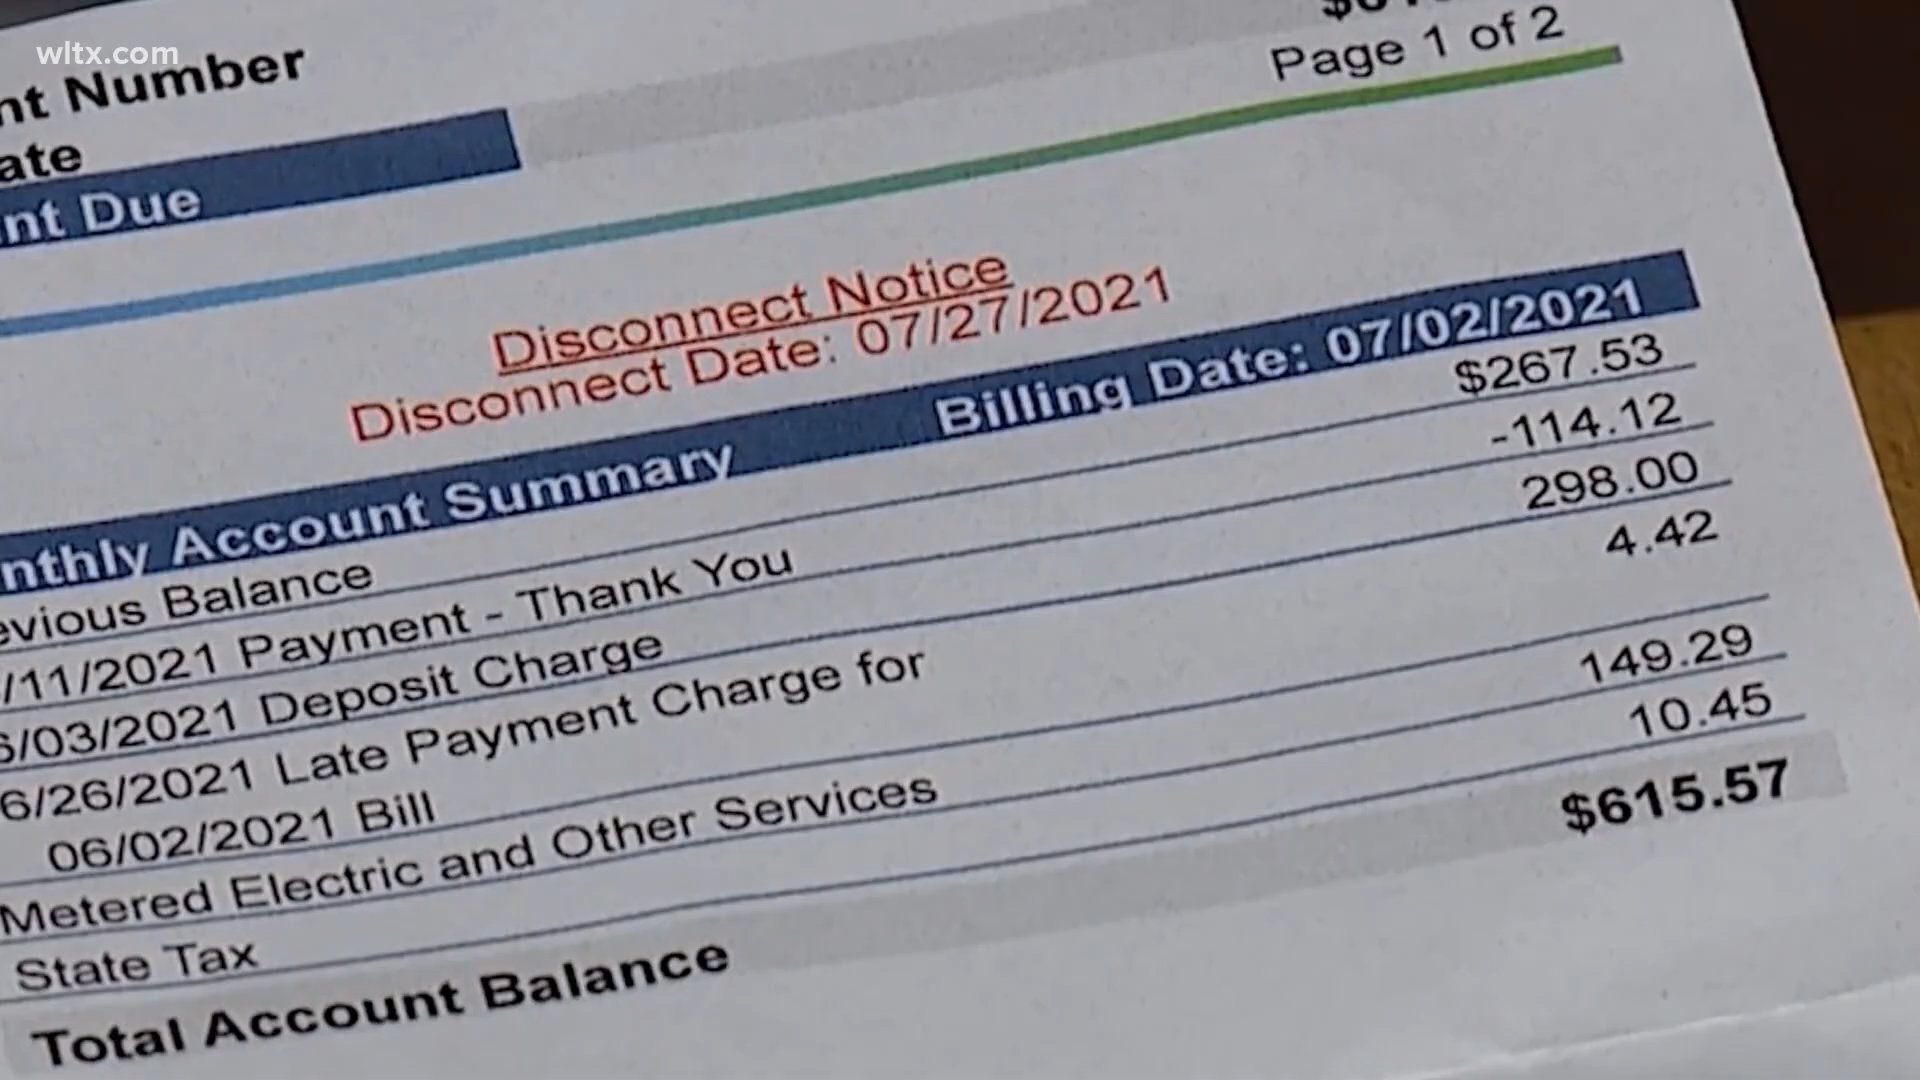 wltx.com
nt Number
ate
nt Due
Page 1 of 2
Disconnect Notice
Disconnect Date: 07/27/2021
nthly Account Summary Billing Date: 07/02/2021
evious Balance $267.53
/11/2021 Payment - Thank You -114.12
6/03/2021 Deposit Charge 298.00
6/26/2021 Late Payment Charge for 4.42
06/02/2021 Bill
Metered Electric and Other Services 149.29
State Tax 10.45
Total Account Balance $615.57